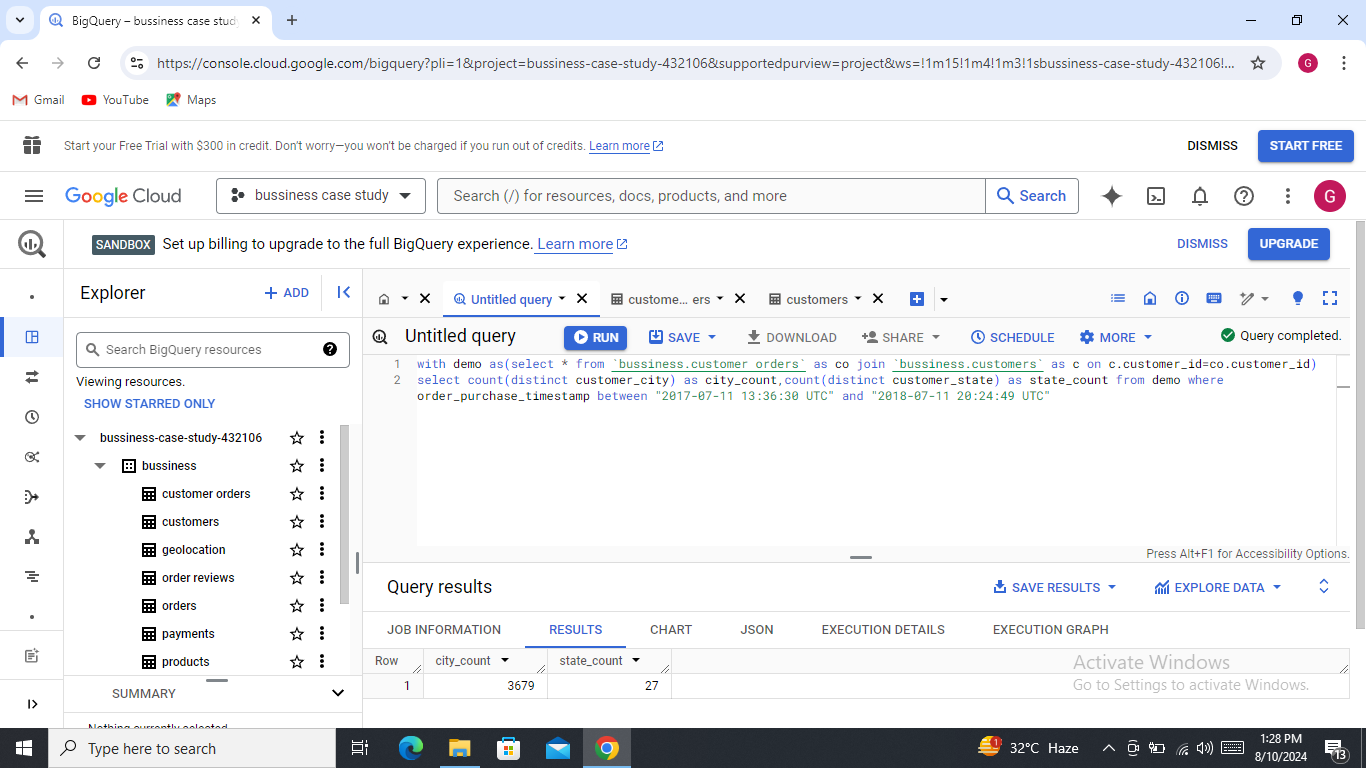 BigQuery – bussiness case stud
https://console.cloud.google.com/bigquery?pli=1&project=bussiness-case-study-432106&supportedpurview=project&ws=!1m15!1m4!1m3!1sbussiness-case-study-432106!...
G
Gmail YouTube Maps
Start your Free Trial with $300 in credit. Don't worry—you won't be charged if you run out of credits. Learn more DISMISS START FREE
Google Cloud bussiness case study Search (/) for resources, docs, products, and more Search G
SANDBOX Set up billing to upgrade to the full BigQuery experience. Learn more DISMISS UPGRADE
Explorer + ADD
Untitled query custome... ers customers
Search BigQuery resources
Viewing resources.
SHOW STARRED ONLY
bussiness-case-study-432106
bussiness
customer orders
customers
geolocation
order reviews
orders
payments
products
SUMMARY
Nothing currently selected
Untitled query RUN SAVE DOWNLOAD SHARE SCHEDULE MORE Query completed.
1 with demo as(select * from `bussiness.customer orders` as co join `bussiness.customers` as c on c.customer_id=co.customer_id)
2 select count(distinct customer_city) as city_count,count(distinct customer_state) as state_count from demo where
order_purchase_timestamp between "2017-07-11 13:36:30 UTC" and "2018-07-11 20:24:49 UTC"
Press Alt+F1 for Accessibility Options.
Query results SAVE RESULTS EXPLORE DATA
JOB INFORMATION RESULTS CHART JSON EXECUTION DETAILS EXECUTION GRAPH
Row city_count state_count
1 3679 27
Activate Windows
Go to Settings to activate Windows.
Type here to search 1 32°C Haze 1:28 PM
8/10/2024 13